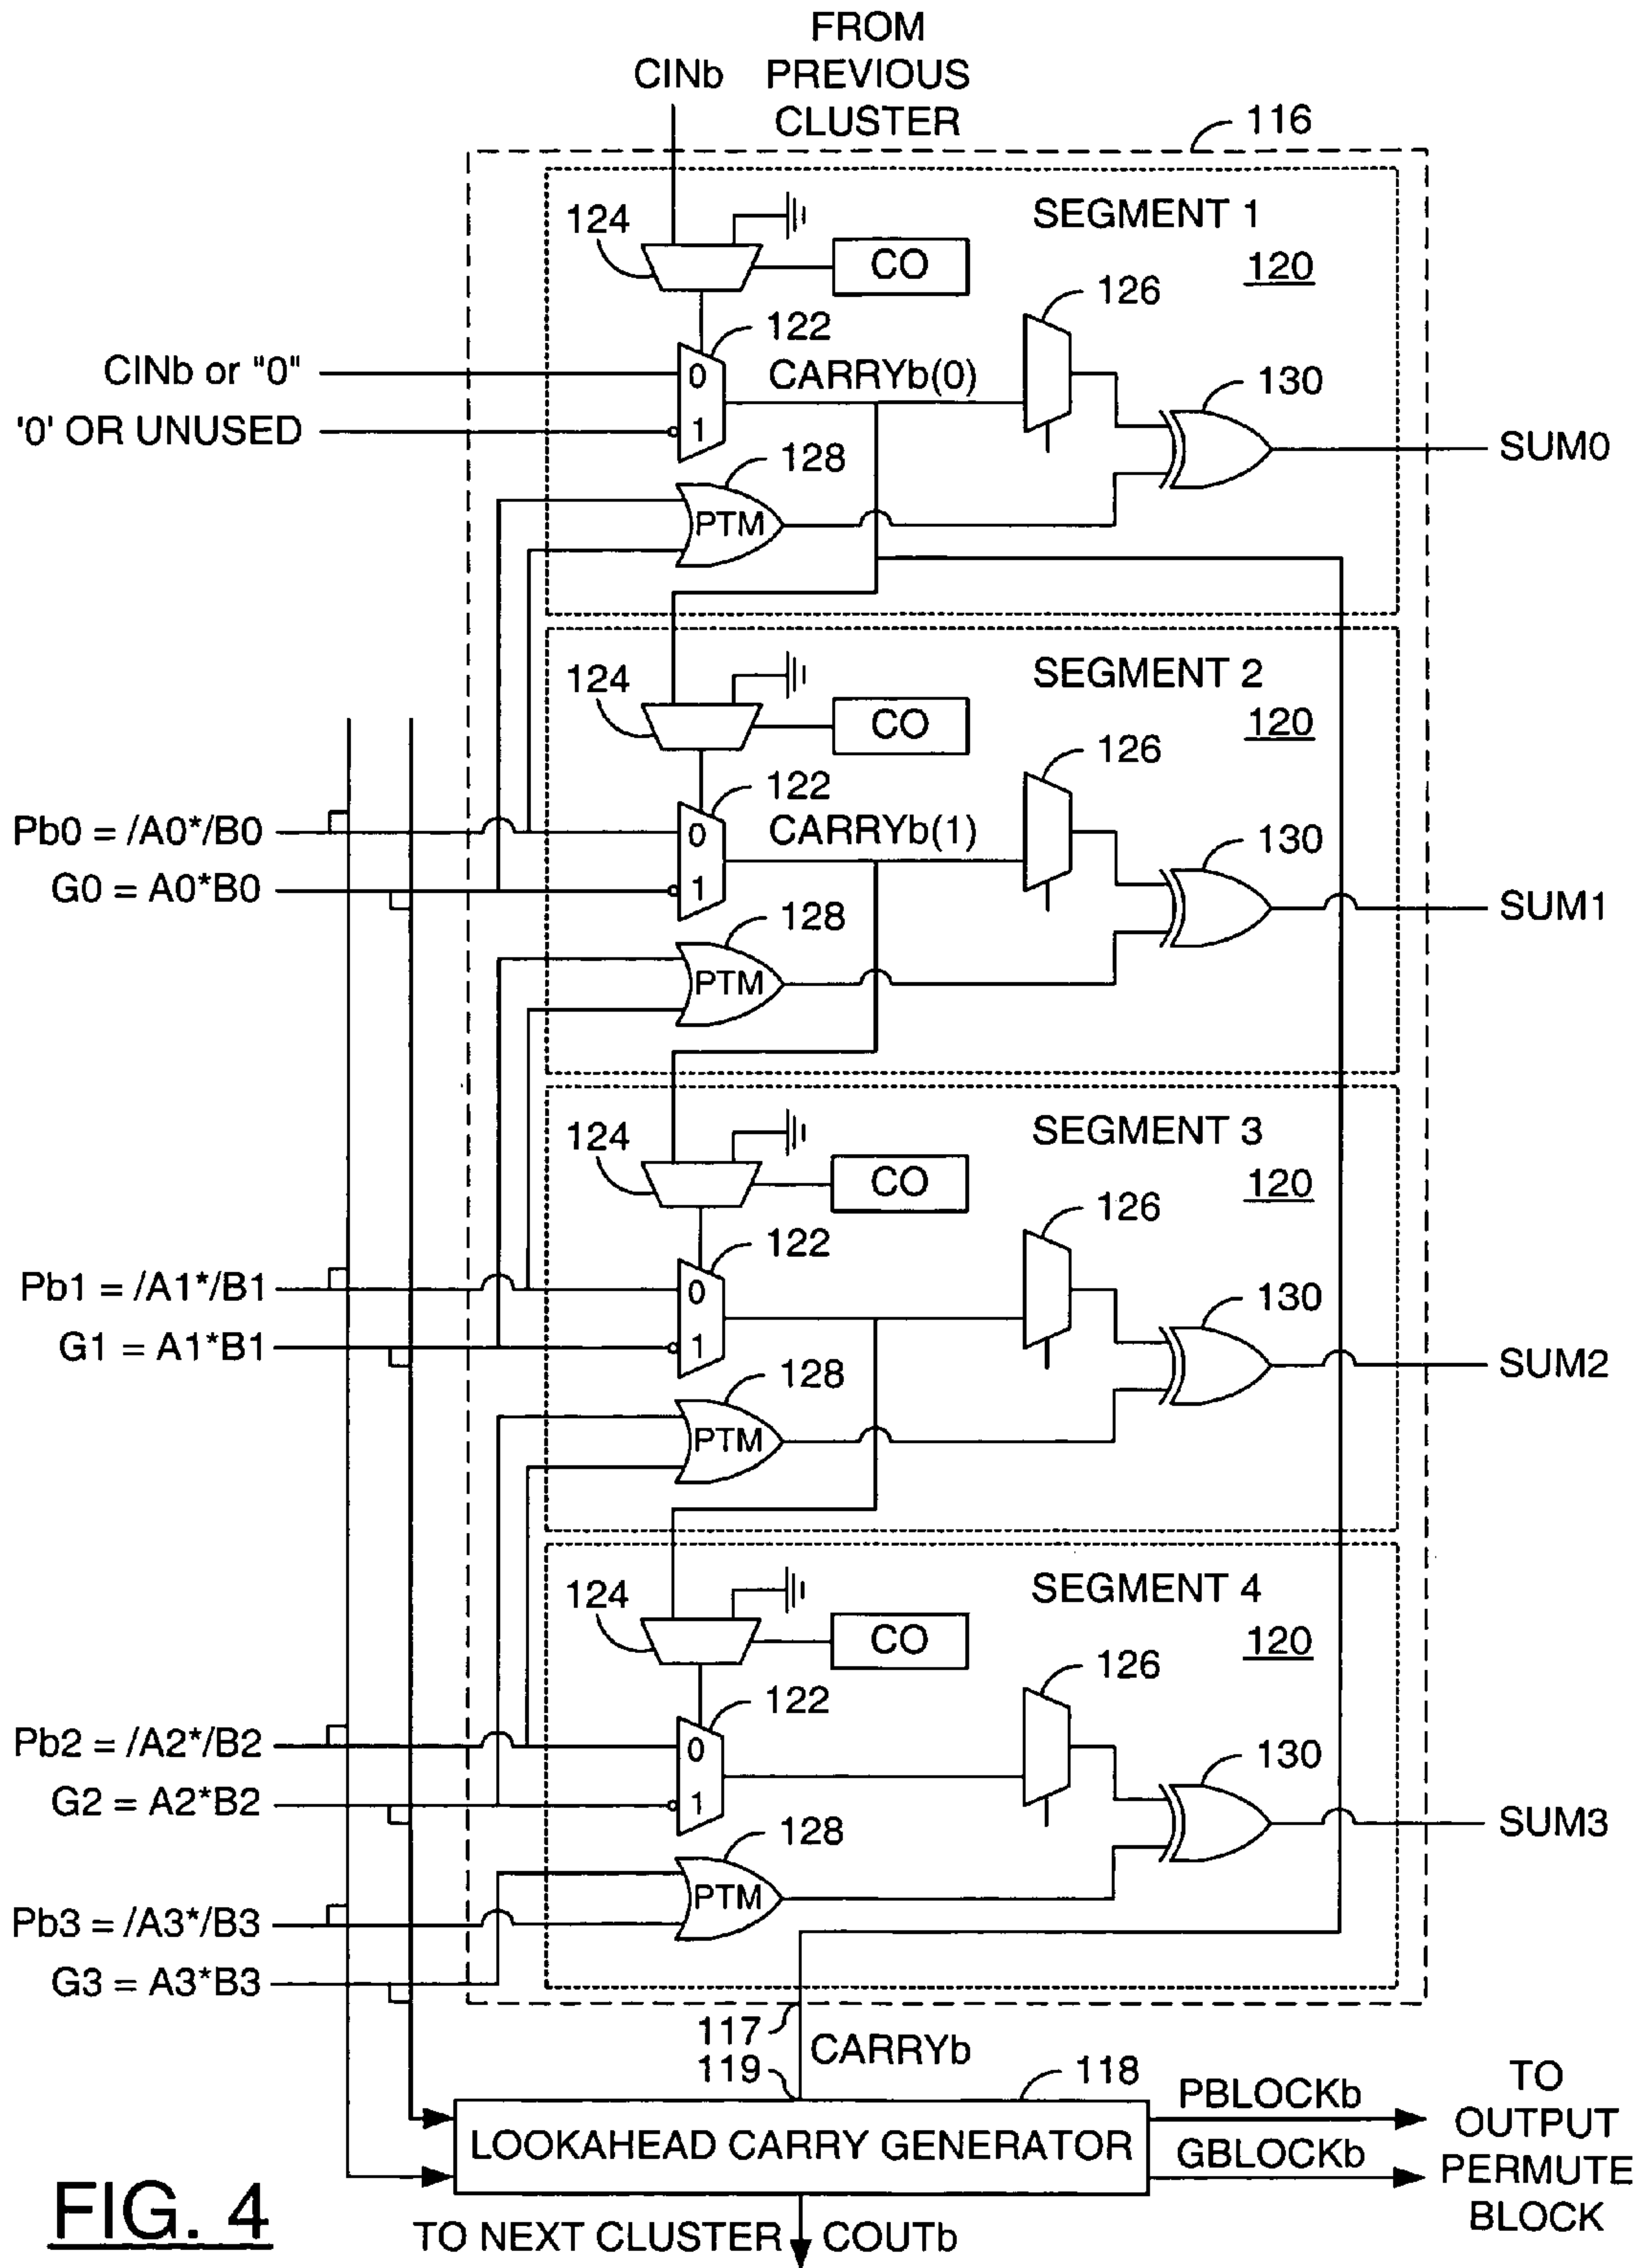 FROM
CINb PREVIOUS
CLUSTER
116
SEGMENT 1
124
CO
120
126
122
CINb or "0"
0
CARRYb(0)
130
'0' OR UNUSED
1
128
SUM0
PTM
SEGMENT 2
124
CO
120
126
122
Pb0 = /A0*/B0
0
CARRYb(1)
130
G0 = A0*B0
1
SUM1
128
PTM
SEGMENT 3
124
CO
120
126
122
Pb1 = /A1*/B1
0
130
G1 = A1*B1
1
SUM2
128
PTM
SEGMENT 4
124
CO
120
126
122
Pb2 = /A2*/B2
0
130
G2 = A2*B2
1
SUM3
128
PTM
Pb3 = /A3*/B3
G3 = A3*B3
117
CARRYb
119
118
PBLOCKb
LOOKAHEAD CARRY GENERATOR
GBLOCKb
TO
OUTPUT
PERMUTE
BLOCK
FIG. 4
TO NEXT CLUSTER COUTb